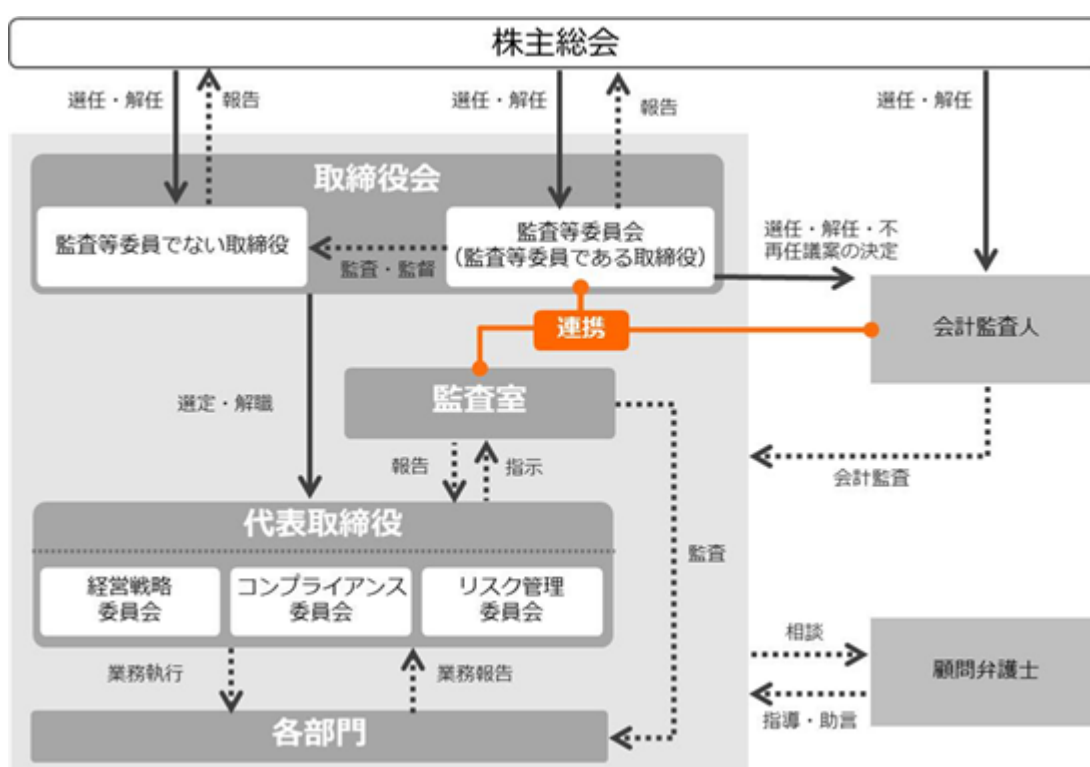 株主総会
選任・解任
報告
選任・解任
報告
選任・解任
取締役会
監査等委員でない取締役
監査等委員会
(監査等委員である取締役)
監査・監督
選任・解任・不
再任議案の決定
連携
会計監査人
選定・解職
監査室
報告
指示
会計監査
代表取締役
監査
経営戦略
委員会
コンプライアンス
委員会
リスク管理
委員会
業務執行
業務報告
相談
顧問弁護士
指導・助言
各部門